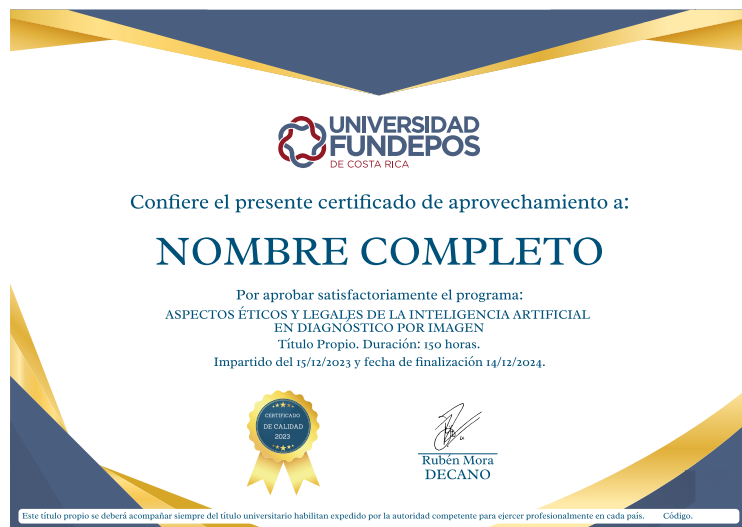 UNIVERSIDAD
FUNDEPOS
DE COSTA RICA
Confiere el presente certificado de aprovechamiento a:
NOMBRE COMPLETO
Por aprobar satisfactoriamente el programa:
ASPECTOS ÉTICOS Y LEGALES DE LA INTELIGENCIA ARTIFICIAL
EN DIAGNÓSTICO POR IMAGEN
Título Propio. Duración: 150 horas.
Impartido del 15/12/2023 y fecha de finalización 14/12/2024.
CERTIFICADO
DE CALIDAD
2023
Rubén Mora
DECANO
Este título propio se deberá acompañar siempre del título universitario habilitan expedido por la autoridad competente para ejercer profesionalmente en cada país. Código.